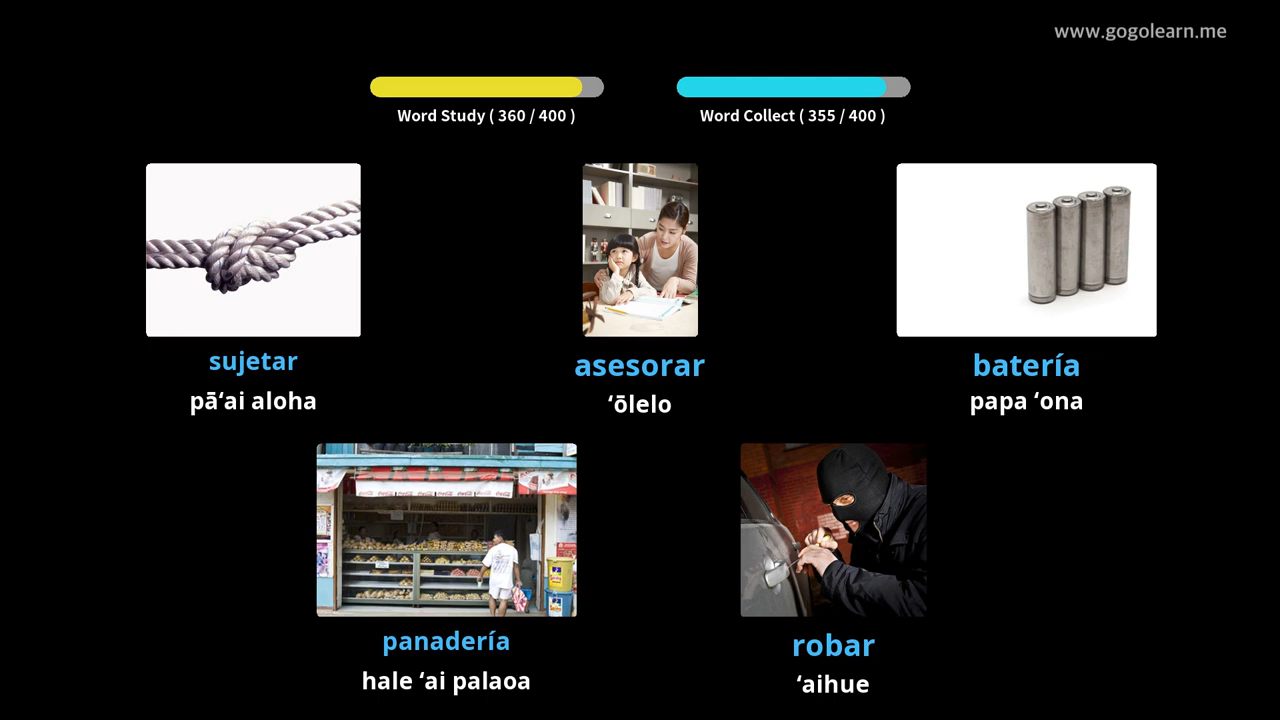 www.gogolearn.me
Word Study ( 360 / 400 )
Word Collect ( 355 / 400 )
sujetar
pāʻai aloha
asesorar
ʻōlelo
batería
papa ʻona
panadería
hale ʻai palaoa
robar
ʻaihue